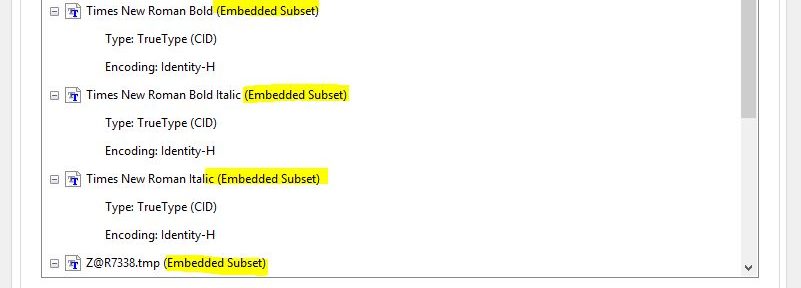 Times New Roman Bold (Embedded Subset)
Type: TrueType (CID)
Encoding: Identity-H
Times New Roman Bold Italic (Embedded Subset)
Type: TrueType (CID)
Encoding: Identity-H
Times New Roman Italic (Embedded Subset)
Type: TrueType (CID)
Encoding: Identity-H
Z@R7338.tmp (Embedded Subset)